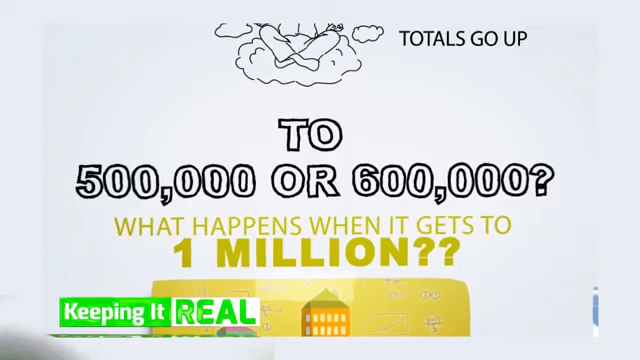 TOTALS GO UP
TO
500,000 OR 600,000?
WHAT HAPPENS WHEN IT GETS TO
1 MILLION??
Keeping It REAL